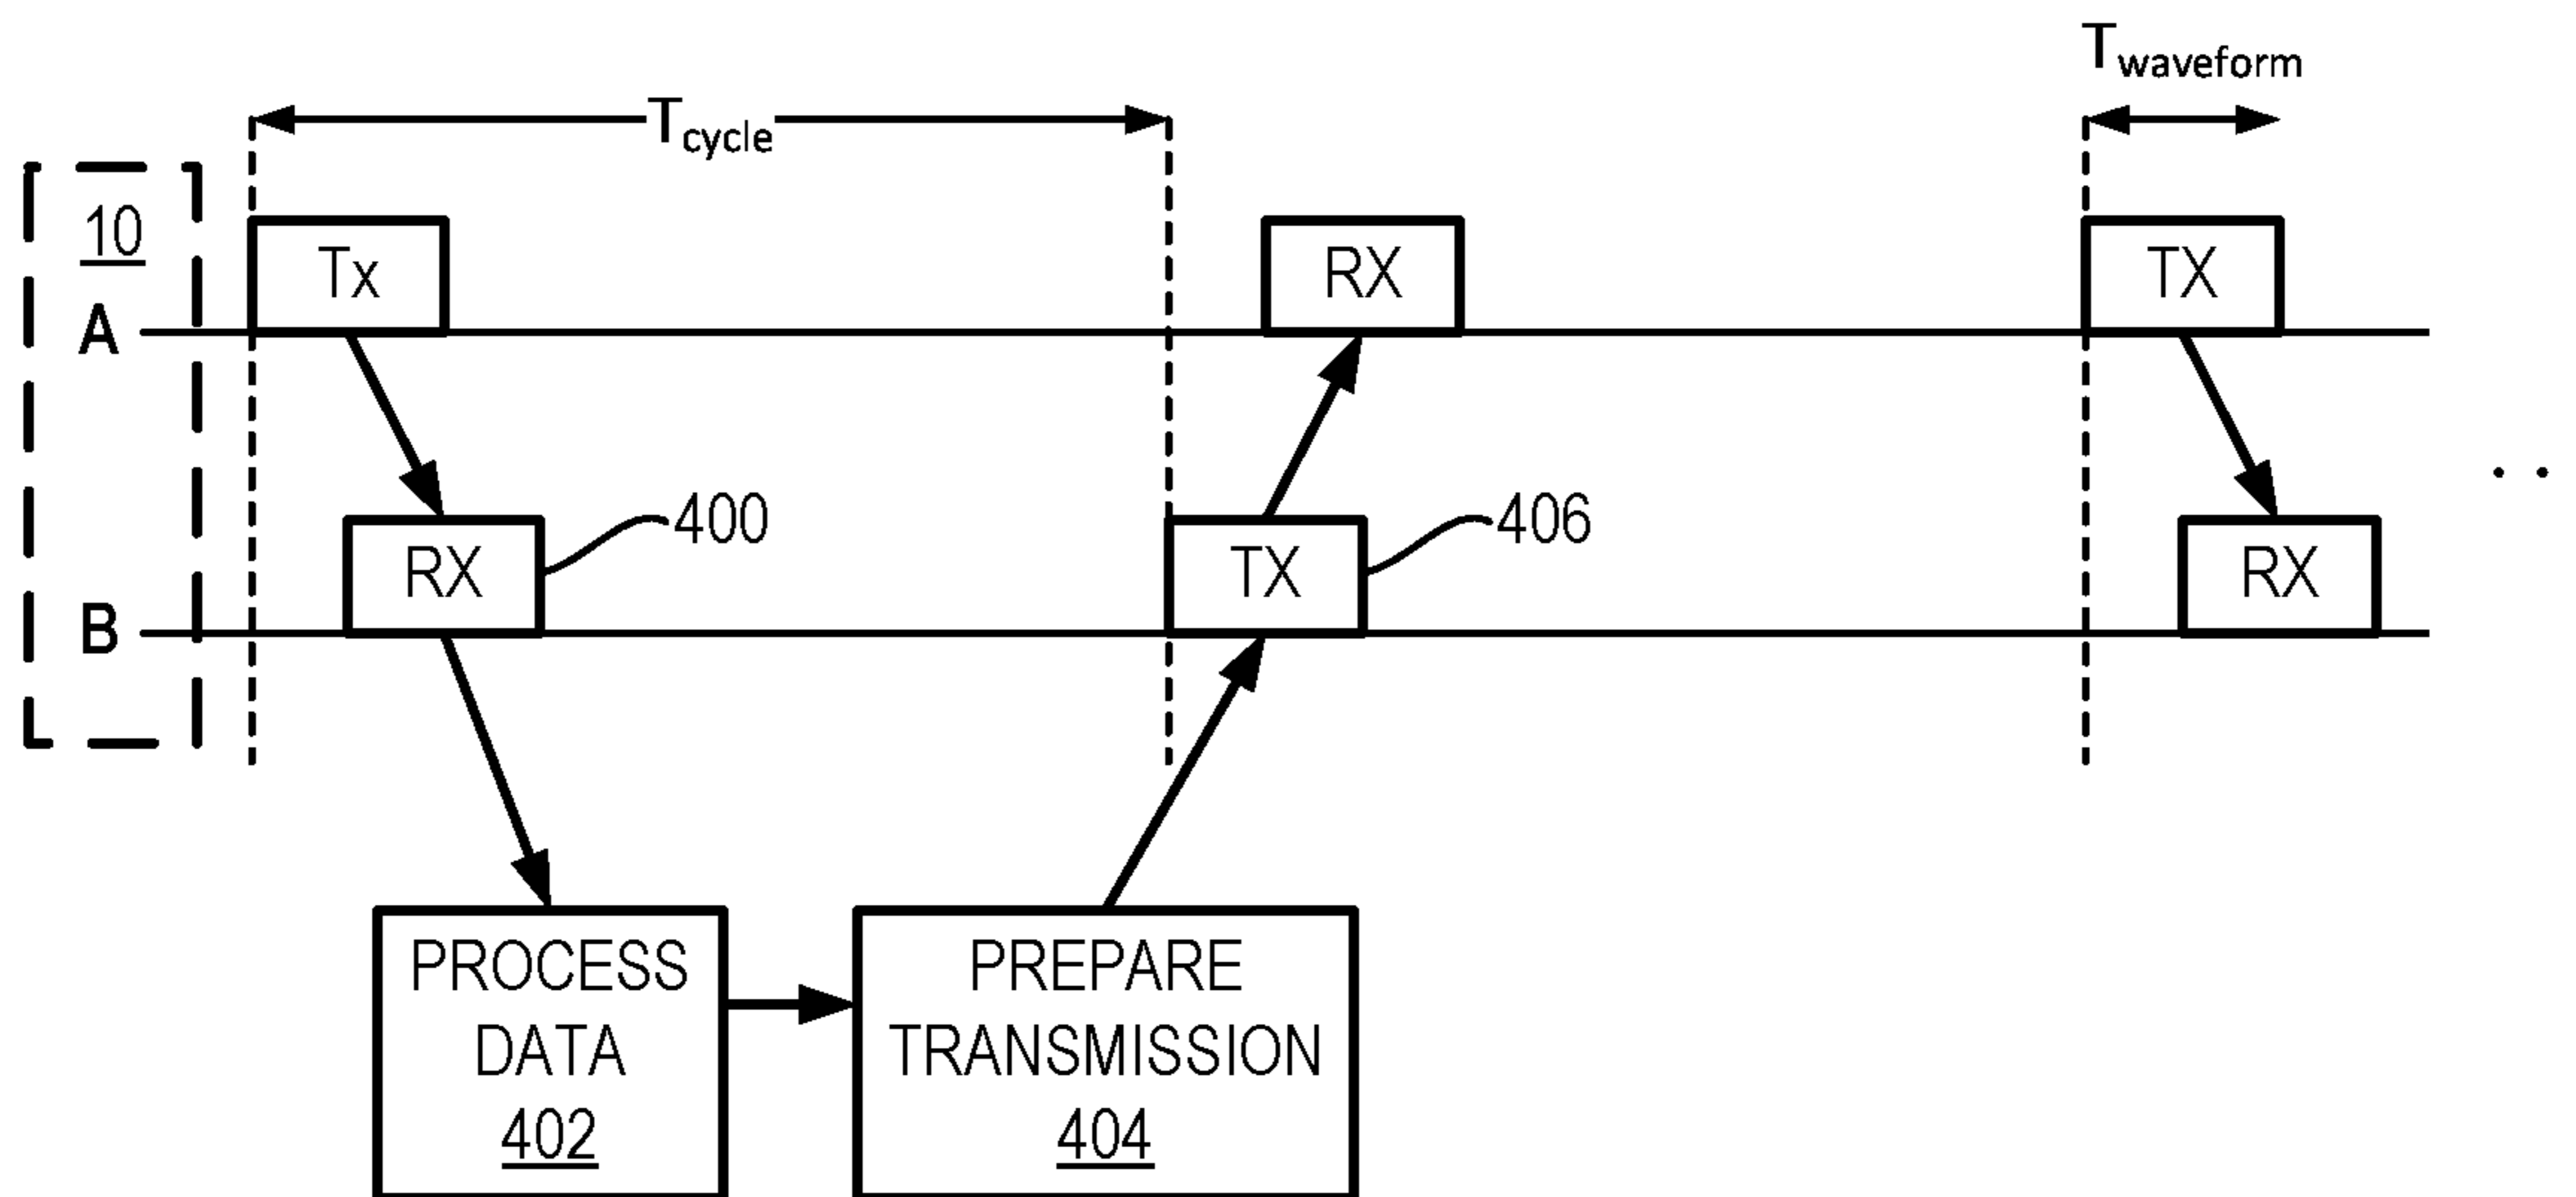 Twaveform
Tcycle
10
Tx
RX
TX
A
400
406
RX
TX
RX
B
. .
PROCESS
DATA
402
PREPARE
TRANSMISSION
404